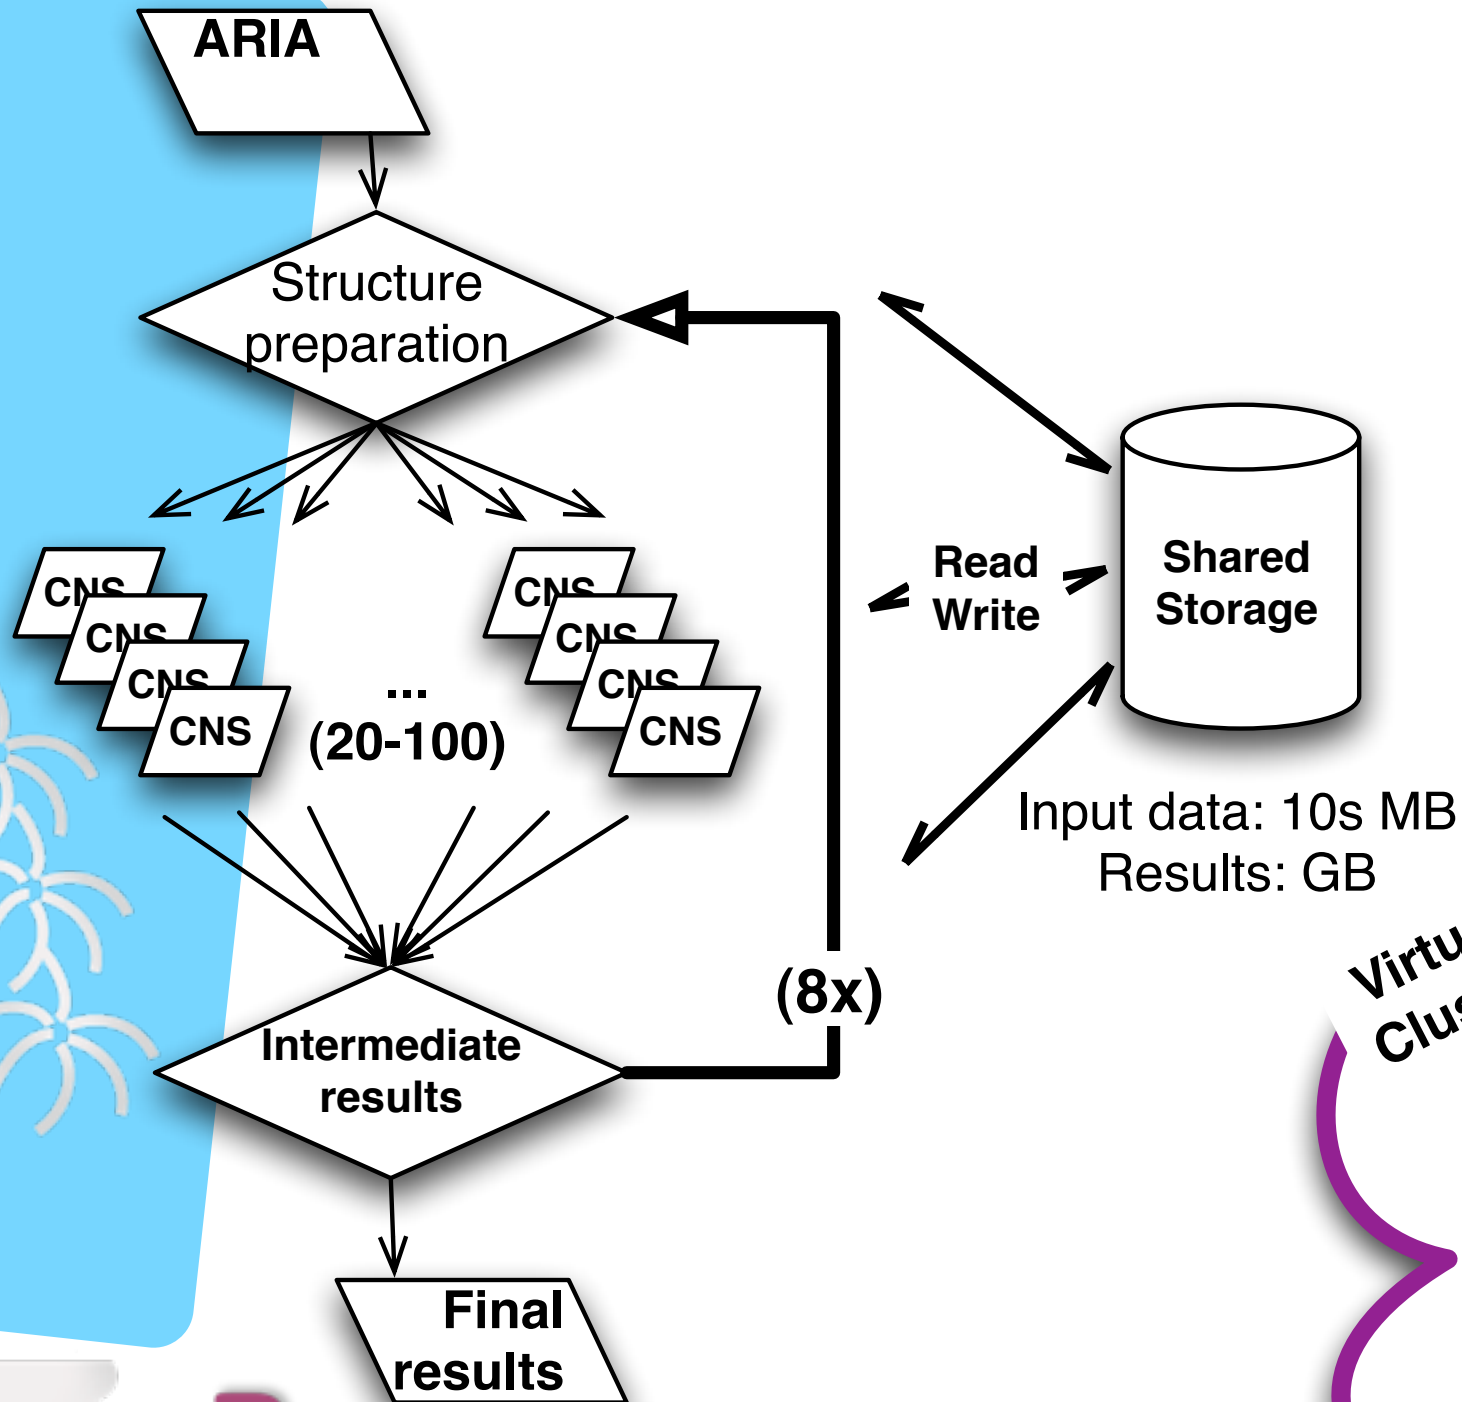 ARIA
Structure
preparation
CNS
CNS
CNS
CNS
...
(20-100)
CNS
CNS
CNS
CNS
Read
Write
Shared
Storage
Input data: 10s MB
Results: GB
(8x)
Intermediate
results
Final
results